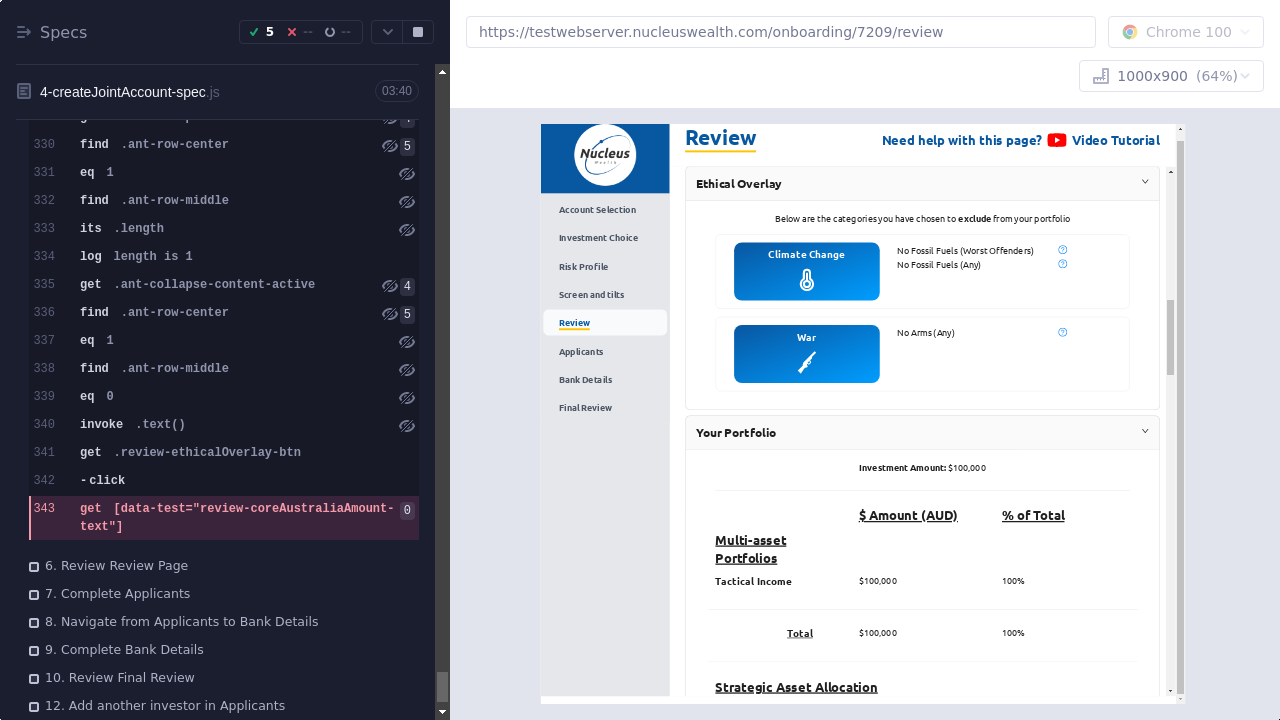 Specs
5
--
--
4-createJointAccount-spec.js
03:40
330 find .ant-row-center 5
331 eq 1
332 find .ant-row-middle
333 its .length
334 log length is 1
335 get .ant-collapse-content-active 4
336 find .ant-row-center 5
337 eq 1
338 find .ant-row-middle
339 eq 0
340 invoke .text()
341 get .review-ethicalOverlay-btn
342 -click
343 get [data-test="review-coreAustraliaAmount-
text"] 0
6. Review Review Page
7. Complete Applicants
8. Navigate from Applicants to Bank Details
9. Complete Bank Details
10. Review Final Review
12. Add another investor in Applicants
https://testwebserver.nucleuswealth.com/onboarding/7209/review
Chrome 100
1000x900 (64%)
Nucleus
Wealth
Account Selection
Investment Choice
Risk Profile
Screen and tilts
Review
Applicants
Bank Details
Final Review
Review
Need help with this page? Video Tutorial
Ethical Overlay
Below are the categories you have chosen to exclude from your portfolio
Climate Change
No Fossil Fuels (Worst Offenders)
No Fossil Fuels (Any)
War
No Arms (Any)
Your Portfolio
Investment Amount: $100,000
$ Amount (AUD) % of Total
Multi-asset
Portfolios
Tactical Income $100,000 100%
Total $100,000 100%
Strategic Asset Allocation